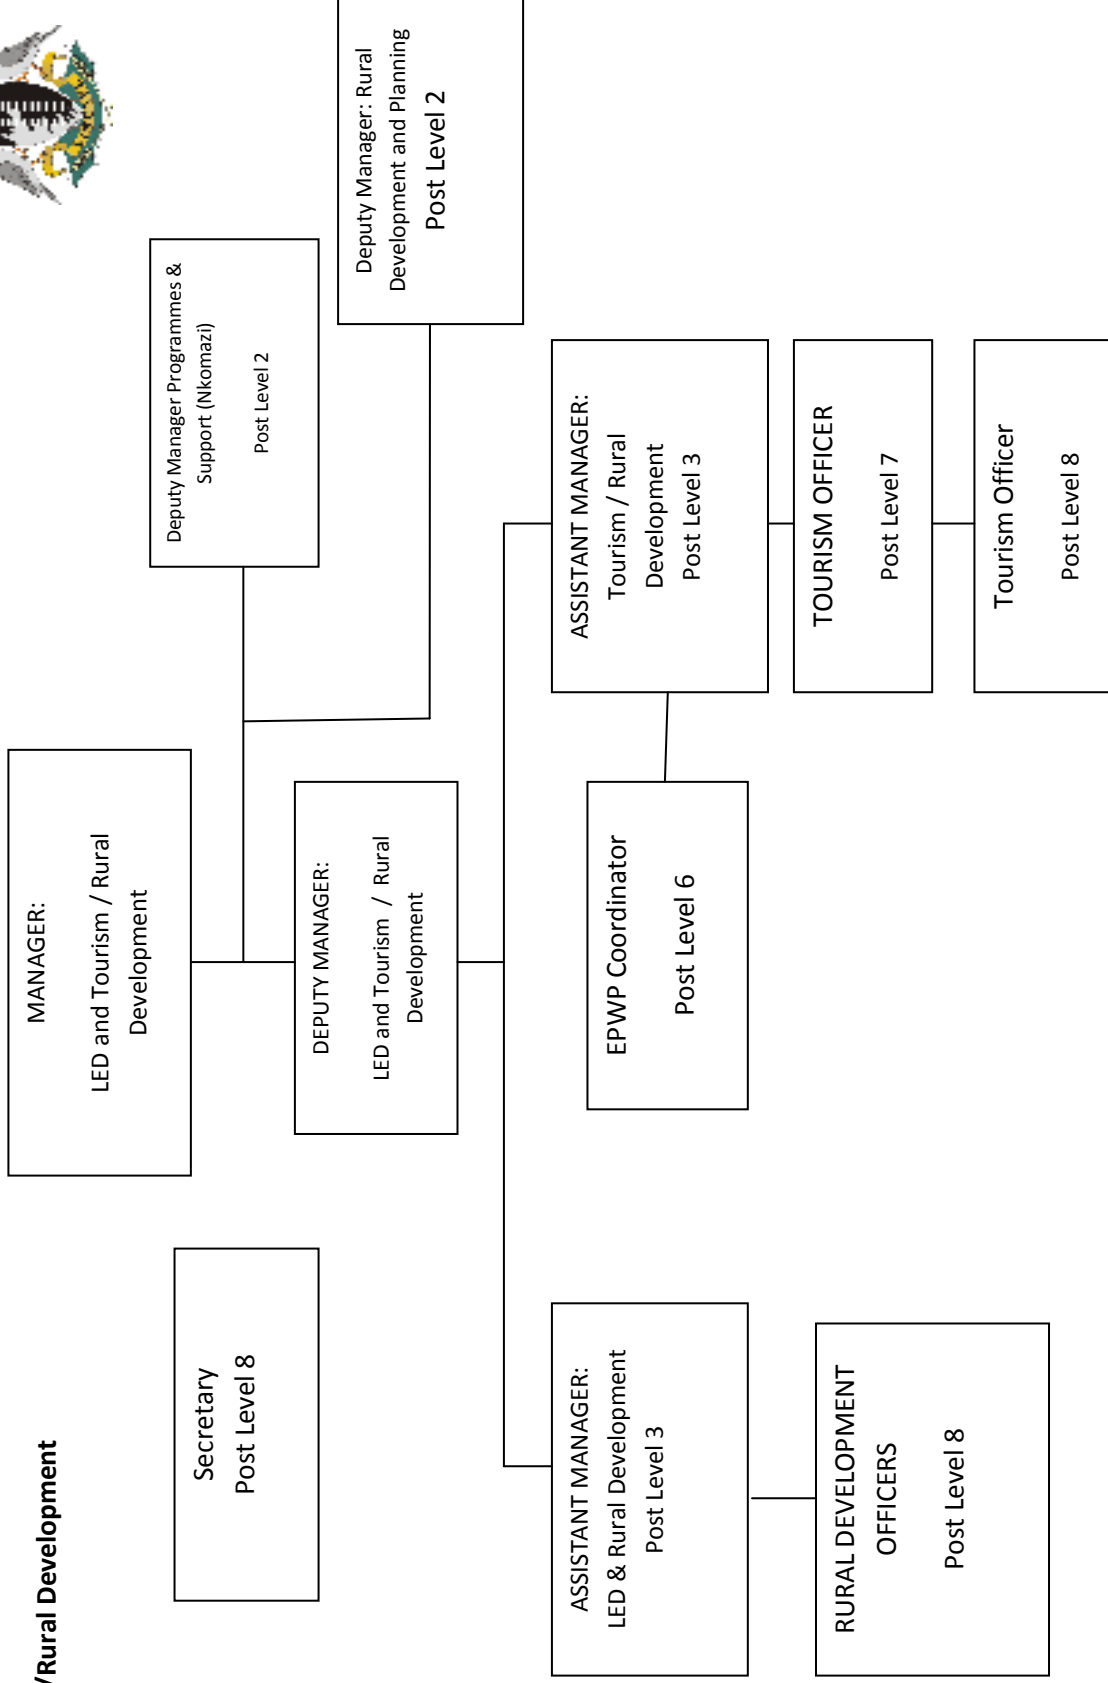 /Rural Development
MANAGER:
LED and Tourism / Rural
Development
Secretary
Post Level 8
Deputy Manager Programmes &
Support (Nkomazi)
Post Level 2
DEPUTY MANAGER:
LED and Tourism / Rural
Development
Deputy Manager: Rural
Development and Planning
Post Level 2
ASSISTANT MANAGER:
LED & Rural Development
Post Level 3
EPWP Coordinator
Post Level 6
ASSISTANT MANAGER:
Tourism / Rural
Development
Post Level 3
RURAL DEVELOPMENT
OFFICERS
Post Level 8
TOURISM OFFICER
Post Level 7
Tourism Officer
Post Level 8